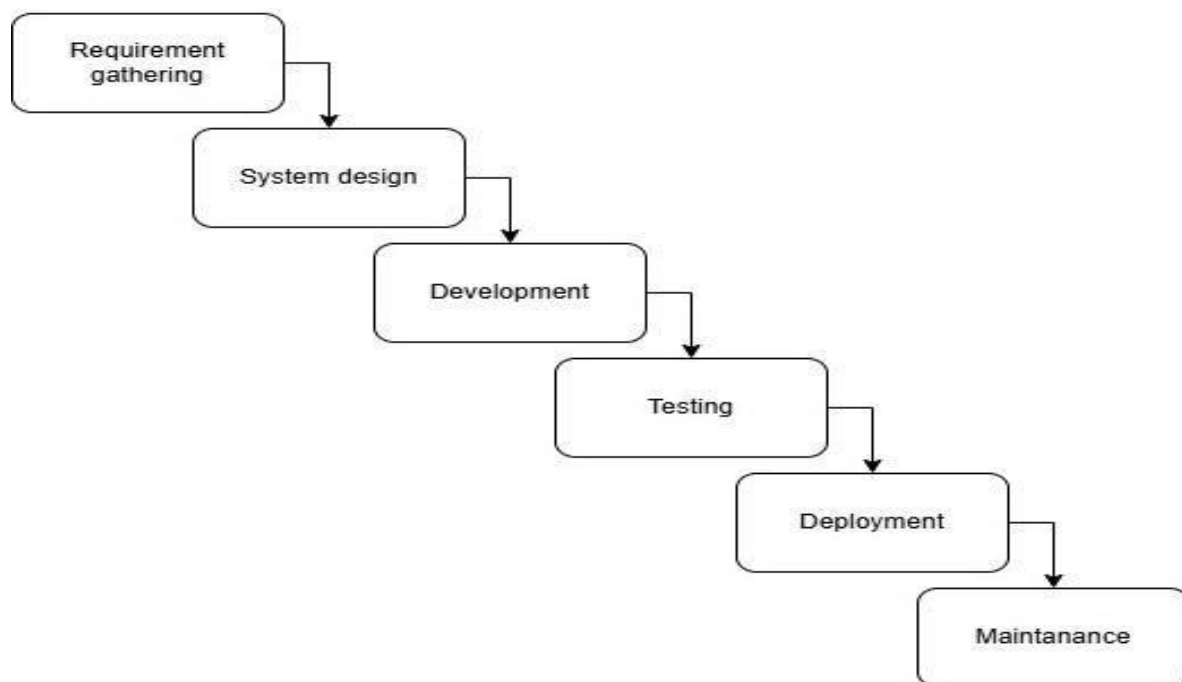 Requirement
gathering
System design
Development
Testing
Deployment
Maintanance